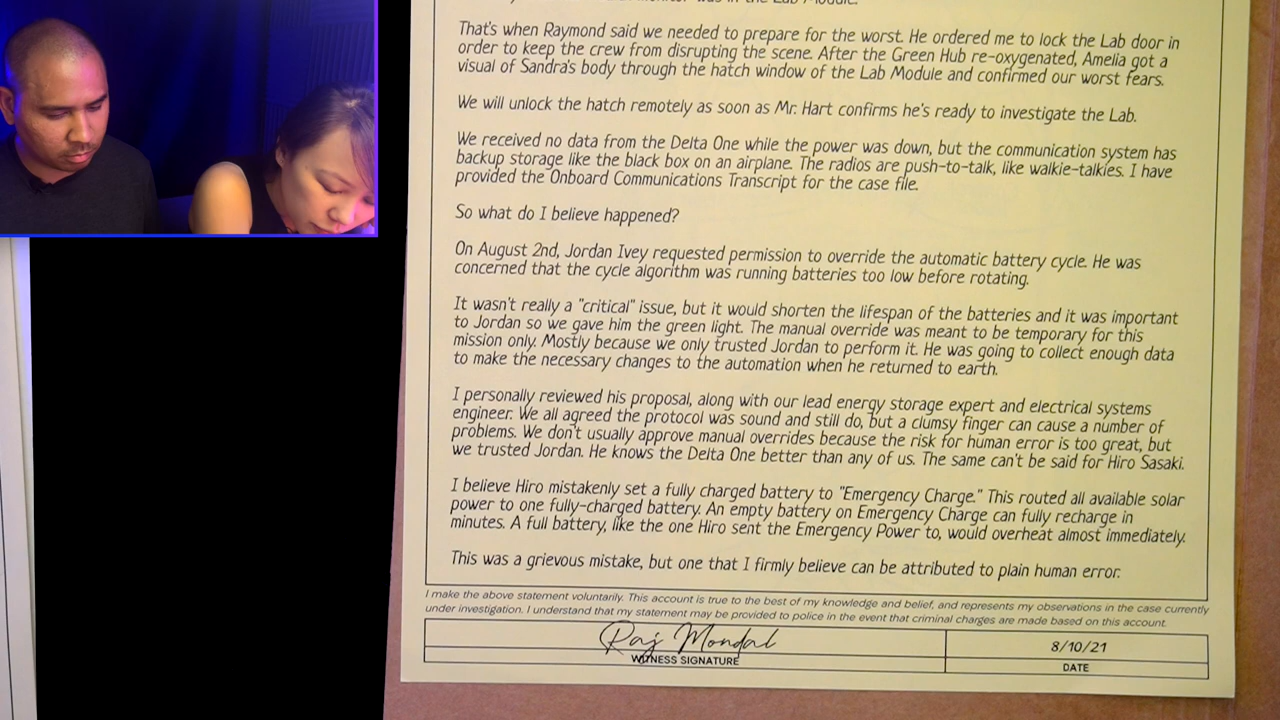 That's when Raymond said we needed to prepare for the worst. He ordered me to lock the Lab door in
order to keep the crew from disrupting the scene. After the Green Hub re-oxygenated, Amelia got a
visual of Sandra's body through the hatch window of the Lab Module and confirmed our worst fears.
We will unlock the hatch remotely as soon as Mr. Hart confirms he's ready to investigate the Lab.
We received no data from the Delta One while the power was down, but the communication system has
backup storage like the black box on an airplane. The radios are push-to-talk, like walkie-talkies. I have
provided the Onboard Communications Transcript for the case file.
So what do I believe happened?
On August 2nd, Jordan Ivey requested permission to override the automatic battery cycle. He was
concerned that the cycle algorithm was running batteries too low before rotating.
It wasn't really a "critical" issue, but it would shorten the lifespan of the batteries and it was important
to Jordan so we gave him the green light. The manual override was meant to be temporary for this
mission only. Mostly because we only trusted Jordan to perform it. He was going to collect enough data
to make the necessary changes to the automation when he returned to earth.
I personally reviewed his proposal, along with our lead energy storage expert and electrical systems
engineer. We all agreed the protocol was sound and still do, but a clumsy finger can cause a number of
problems. We don't usually approve manual overrides because the risk for human error is too great, but
we trusted Jordan. He knows the Delta One better than any of us. The same can't be said for Hiro Sasaki.
I believe Hiro mistakenly set a fully charged battery to "Emergency Charge." This routed all available solar
power to one fully-charged battery. An empty battery on Emergency Charge can fully recharge in
minutes. A full battery, like the one Hiro sent the Emergency Power to, would overheat almost immediately.
This was a grievous mistake, but one that I firmly believe can be attributed to plain human error.
I make the above statement voluntarily. This account is true to the best of my knowledge and belief, and represents my observations in the case currently
under investigation. I understand that my statement may be provided to police in the event that criminal charges are made based on this account.
Raj Mondal
WITNESS SIGNATURE
8/10/21
DATE